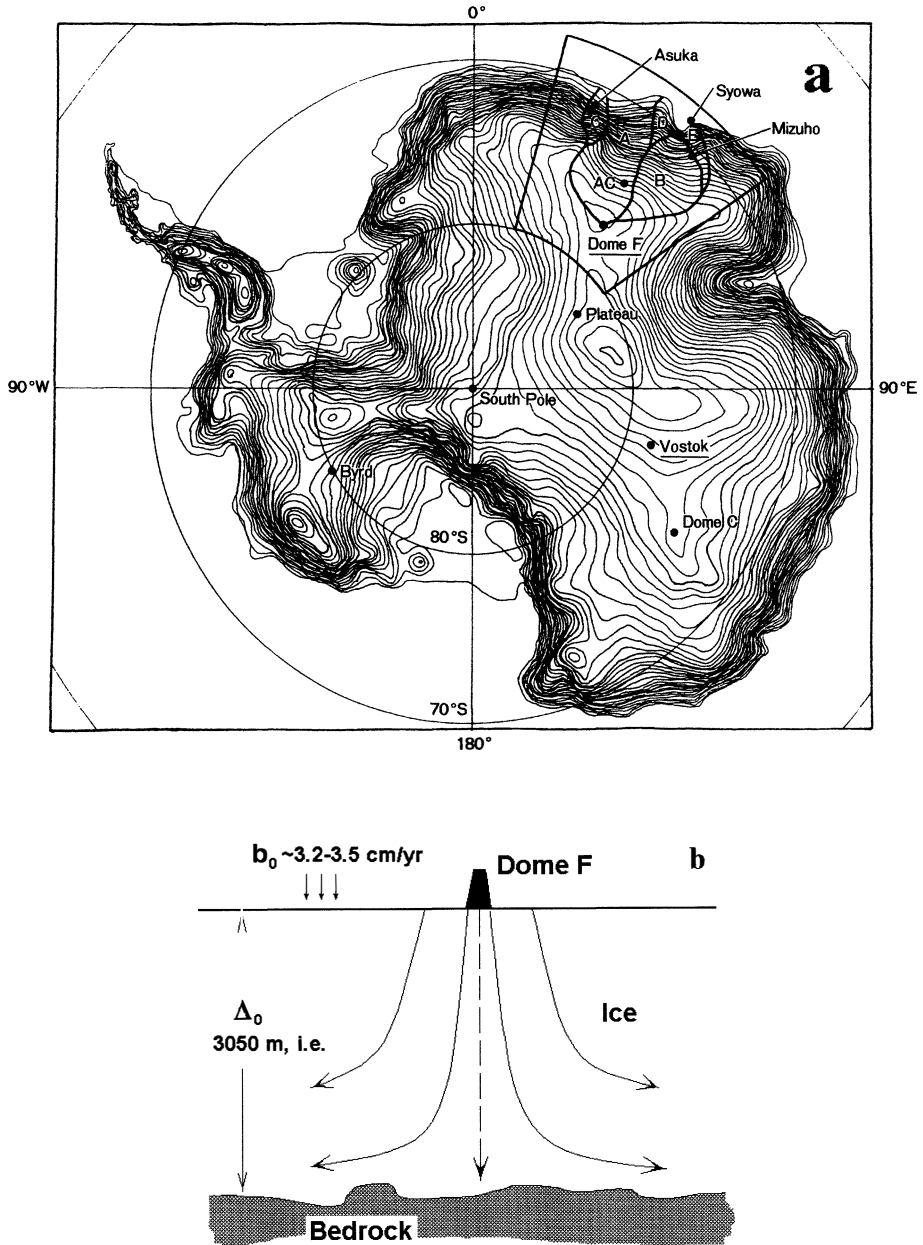 0°
a
Asuka
Syowa
Mizuho
C
A
D
E
AC
B
Dome F
Plateau
90°W
South Pole
90°E
Vostok
Byrd
Dome C
80°S
70°S
180°
b₀ ~3.2-3.5 cm/yr
Dome F
b
Δ₀
3050 m, i.e.
Ice
Bedrock